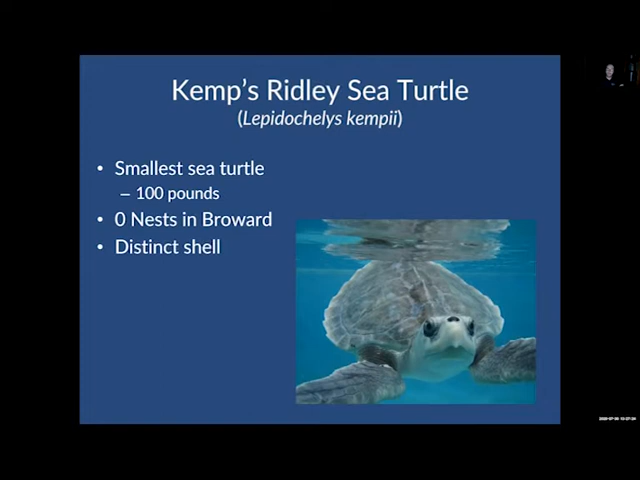 Kemp's Ridley Sea Turtle
(Lepidochelys kempii)
• Smallest sea turtle
– 100 pounds
• 0 Nests in Broward
• Distinct shell